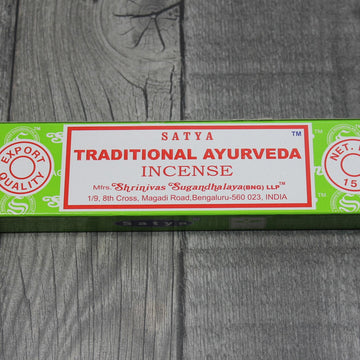 SATYA
TM
TRADITIONAL AYURVEDA
INCENSE
Mfrs. Shrinivas Sugandhalaya (BNG) LLP™
1/9, 8th Cross, Magadi Road, Bengaluru-560 023, INDIA
EXPORT
QUALITY
NET.
15
Satya